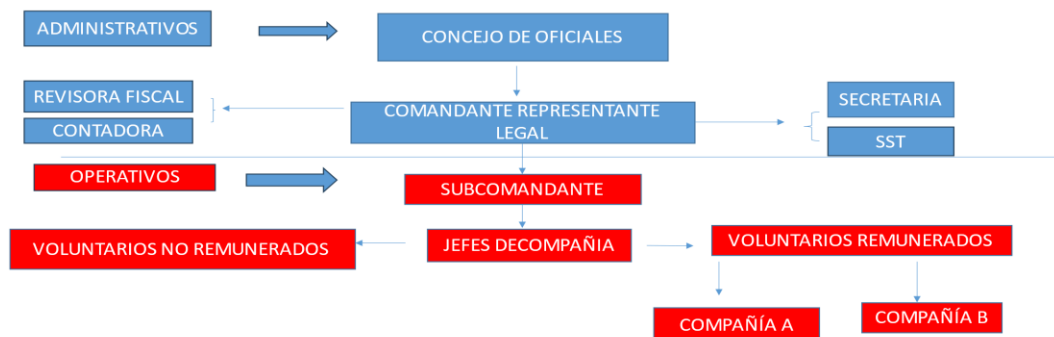 ADMINISTRATIVOS
CONCEJO DE OFICIALES
REVISORA FISCAL
CONTADORA
COMANDANTE REPRESENTANTE
LEGAL
SECRETARIA
SST
OPERATIVOS
SUBCOMANDANTE
VOLUNTARIOS NO REMUNERADOS
JEFES DECOMPAÑIA
VOLUNTARIOS REMUNERADOS
COMPAÑÍA A
COMPAÑÍA B